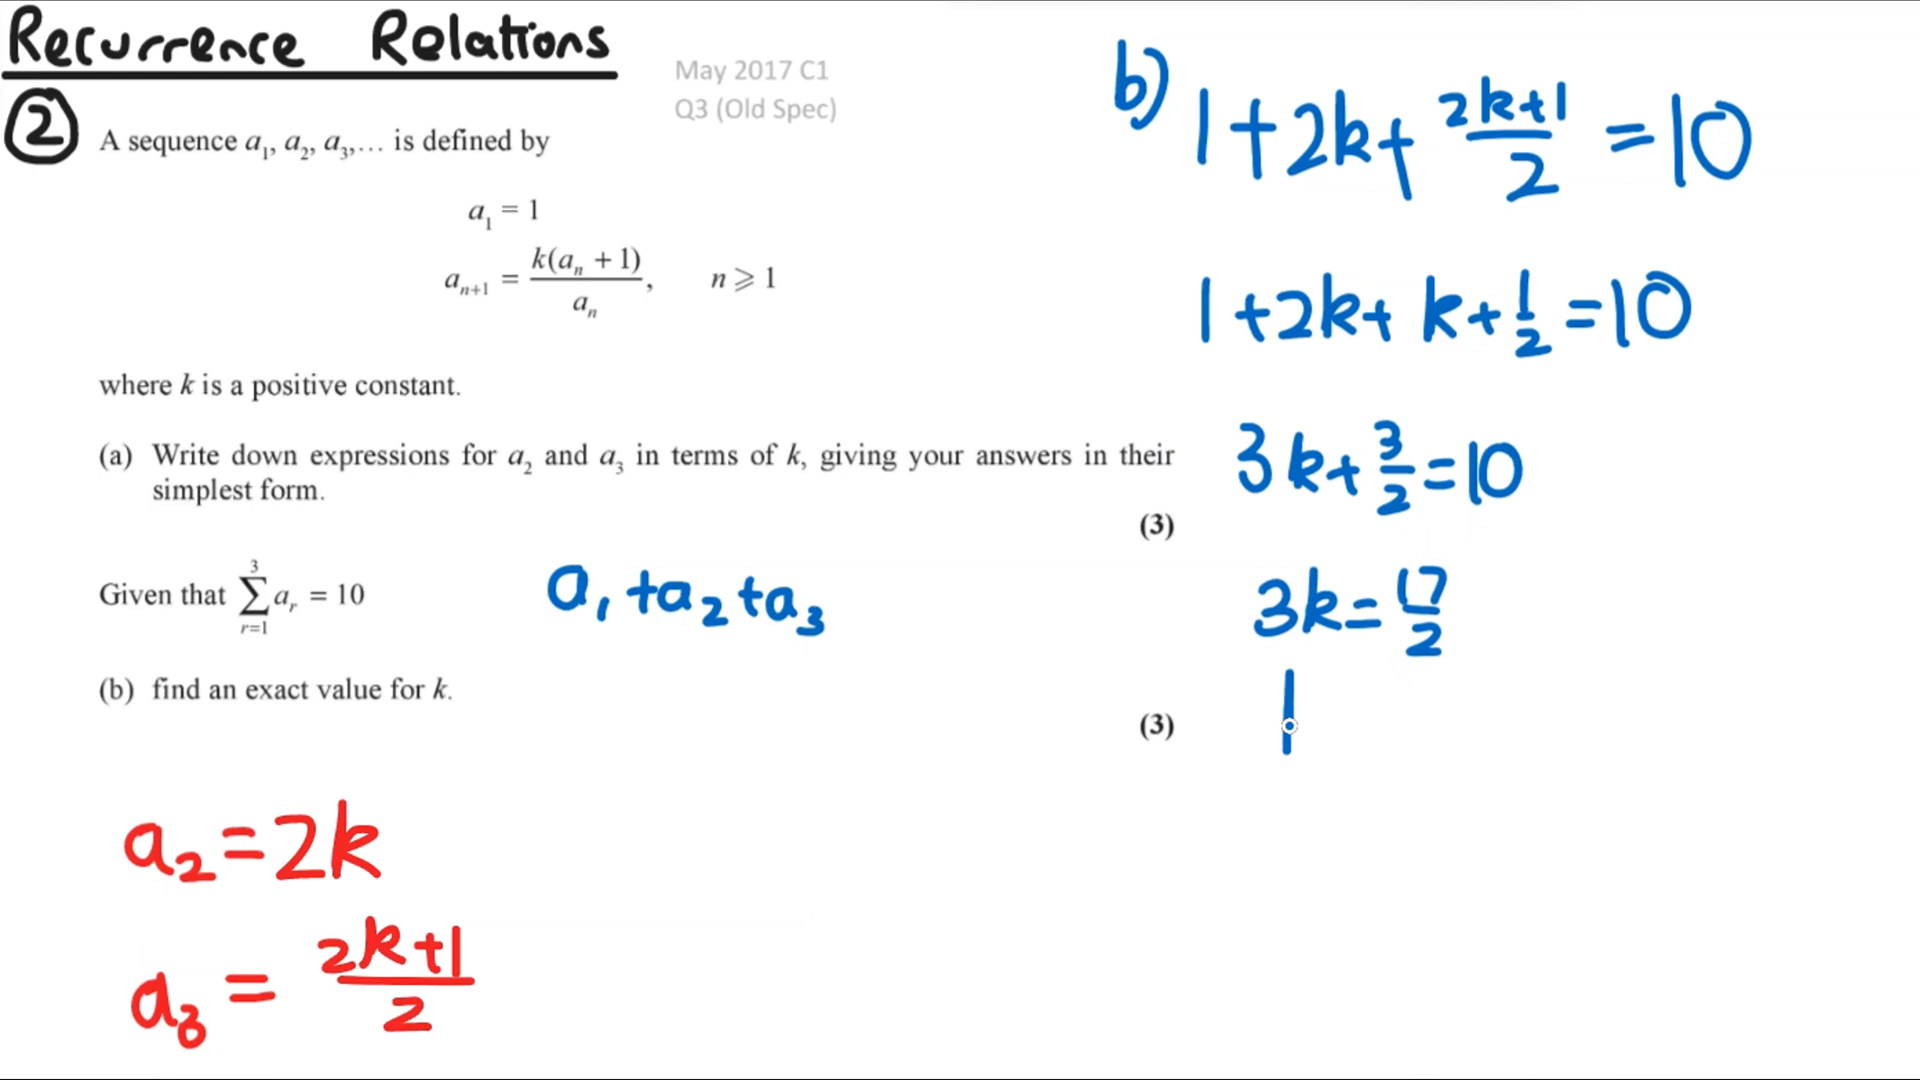 Recurrence Relations
May 2017 C1
Q3 (Old Spec)
② A sequence a₁, a₂, a₃,... is defined by
a₁ = 1
aₙ₊₁ = k(aₙ + 1)/aₙ, n ⩾ 1
where k is a positive constant.
(a) Write down expressions for a₂ and a₃ in terms of k, giving your answers in their
simplest form.
(3)
Given that ∑_{r=1}^{3} aᵣ = 10
a₁ + a₂ + a₃
(b) find an exact value for k.
(3)
a₂ = 2k
a₃ = (2k+1)/2
b) 1 + 2k + (2k+1)/2 = 10
1 + 2k + k + 1/2 = 10
3k + 3/2 = 10
3k = 17/2